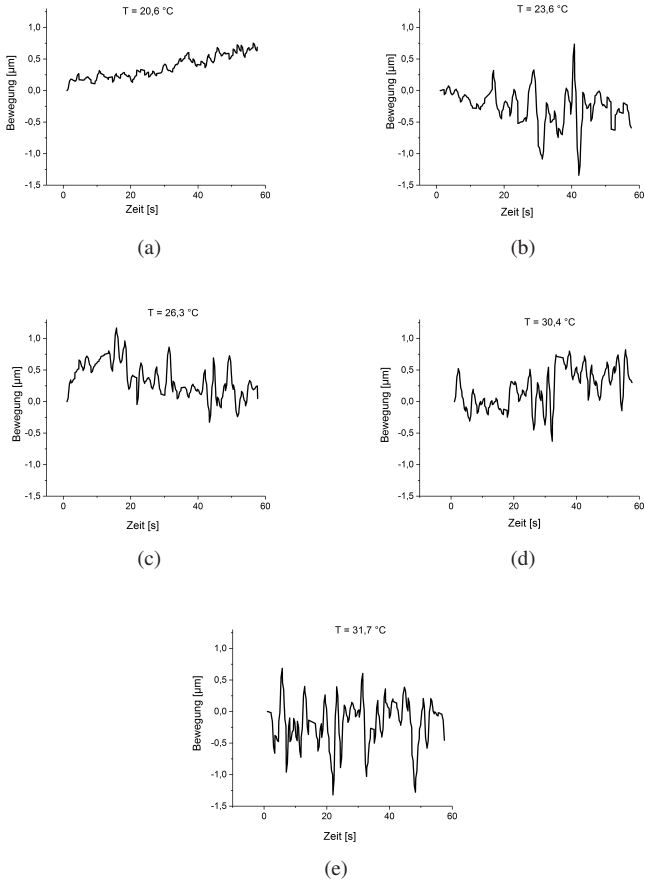 T = 20,6 °C
1,0
0,5
0,0
-0,5
-1,0
-1,5
Bewegung [µm]
0 20 40 60
Zeit [s]
(a)
T = 23,6 °C
1,0
0,5
0,0
-0,5
-1,0
-1,5
Bewegung [µm]
0 20 40 60
Zeit [s]
(b)
T = 26,3 °C
1,0
0,5
0,0
-0,5
-1,0
-1,5
Bewegung [µm]
0 20 40 60
Zeit [s]
(c)
T = 30,4 °C
1,0
0,5
0,0
-0,5
-1,0
-1,5
Bewegung [µm]
0 20 40 60
Zeit [s]
(d)
T = 31,7 °C
1,0
0,5
0,0
-0,5
-1,0
-1,5
Bewegung [µm]
0 20 40 60
Zeit [s]
(e)